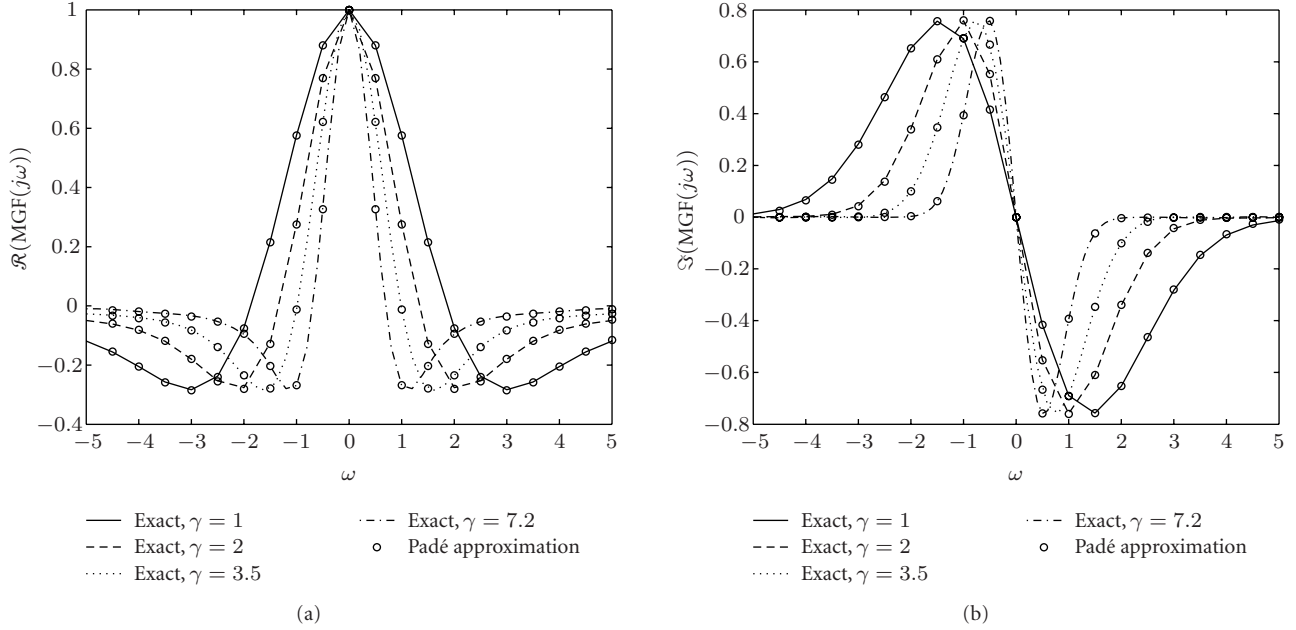 1
0.8
0.6
0.4
0.2
0
−0.2
−0.4
ℛ(MGF(jω))
−5 −4 −3 −2 −1 0 1 2 3 4 5
ω
Exact, γ = 1
Exact, γ = 2
Exact, γ = 3.5
Exact, γ = 7.2
Padé approximation
(a)
0.8
0.6
0.4
0.2
0
−0.2
−0.4
−0.6
−0.8
ℑ(MGF(jω))
−5 −4 −3 −2 −1 0 1 2 3 4 5
ω
Exact, γ = 1
Exact, γ = 2
Exact, γ = 3.5
Exact, γ = 7.2
Padé approximation
(b)